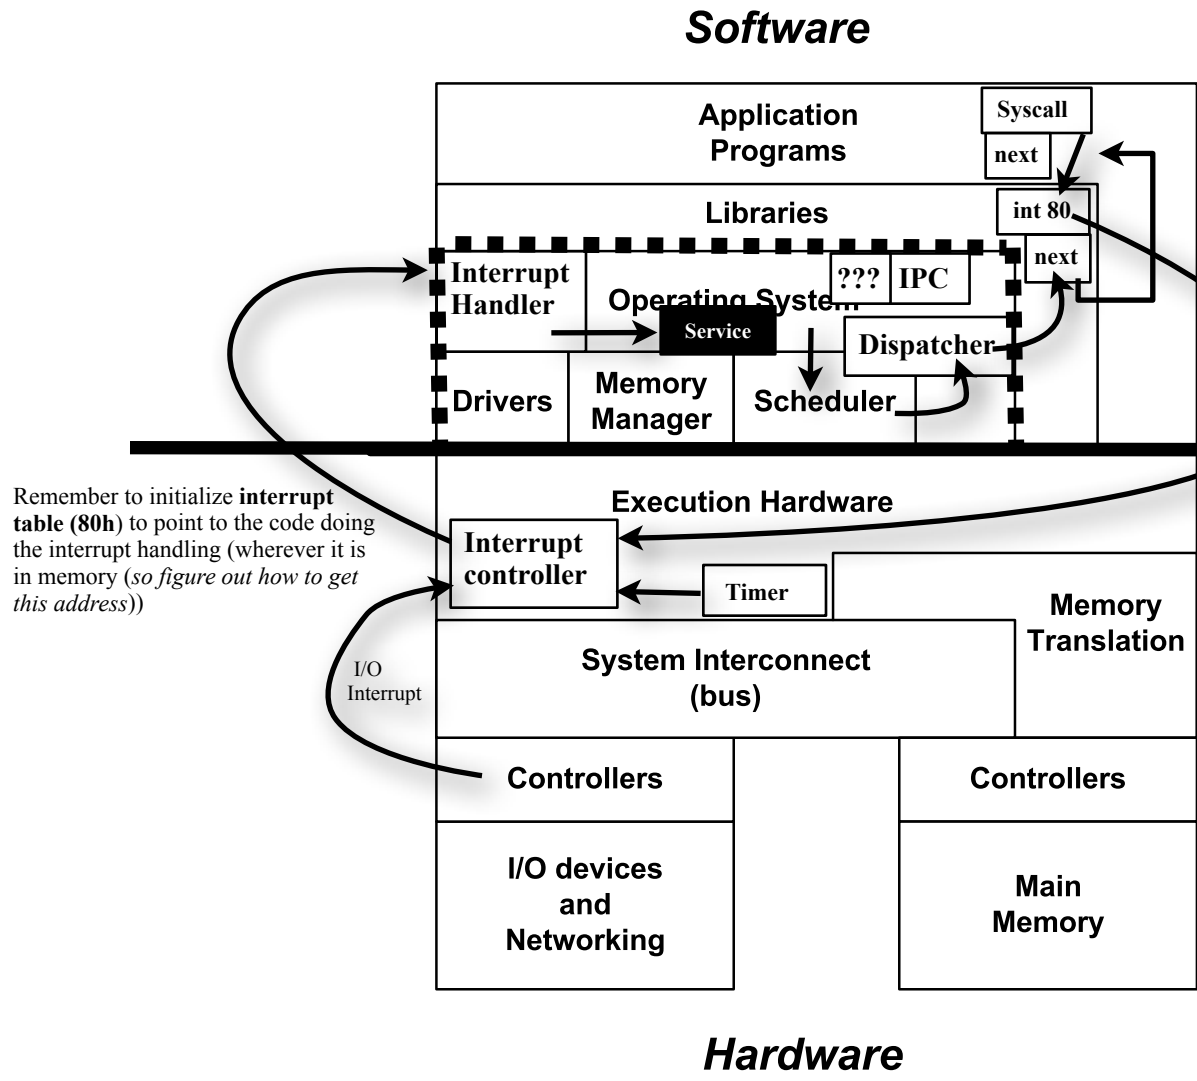 Software
Application
Programs
Syscall
next
Libraries
int 80
next
Interrupt
Handler
Operating System
???
IPC
Service
Dispatcher
Drivers
Memory
Manager
Scheduler
Remember to initialize interrupt
table (80h) to point to the code doing
the interrupt handling (wherever it is
in memory (so figure out how to get
this address))
Execution Hardware
Interrupt
controller
Timer
Memory
Translation
System Interconnect
(bus)
I/O
Interrupt
Controllers
Controllers
I/O devices
and
Networking
Main
Memory
Hardware